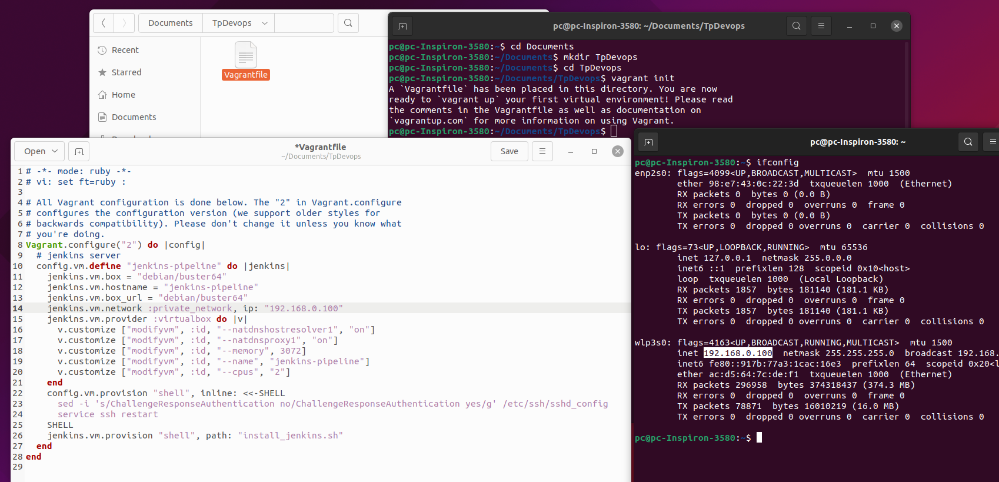 Documents
TpDevops
Recent
Starred
Home
Documents
pc@pc-Inspiron-3580: ~/Documents/TpDevops
pc@pc-Inspiron-3580:~$ cd Documents
pc@pc-Inspiron-3580:~/Documents$ mkdir TpDevops
pc@pc-Inspiron-3580:~/Documents$ cd TpDevops
pc@pc-Inspiron-3580:~/Documents/TpDevops$ vagrant init
A `Vagrantfile` has been placed in this directory. You are now
ready to `vagrant up` your first virtual environment! Please read
the comments in the Vagrantfile as well as documentation on
`vagrantup.com` for more information on using Vagrant.
pc@pc-Inspiron-3580:~/Documents/TpDevops$
Vagrantfile
Open
*Vagrantfile
~/Documents/TpDevops
Save
1 # -*- mode: ruby -*-
2 # vi: set ft=ruby :
3
4 # All Vagrant configuration is done below. The "2" in Vagrant.configure
5 # configures the configuration version (we support older styles for
6 # backwards compatibility). Please don't change it unless you know what
7 # you're doing.
8 Vagrant.configure("2") do |config|
9   # jenkins server
10   config.vm.define "jenkins-pipeline" do |jenkins|
11     jenkins.vm.box = "debian/buster64"
12     jenkins.vm.hostname = "jenkins-pipeline"
13     jenkins.vm.box_url = "debian/buster64"
14     jenkins.vm.network :private_network, ip: "192.168.0.100"
15     jenkins.vm.provider :virtualbox do |v|
16       v.customize ["modifyvm", :id, "--natdnshostresolver1", "on"]
17       v.customize ["modifyvm", :id, "--natdnsproxy1", "on"]
18       v.customize ["modifyvm", :id, "--memory", 3072]
19       v.customize ["modifyvm", :id, "--name", "jenkins-pipeline"]
20       v.customize ["modifyvm", :id, "--cpus", "2"]
21     end
22     config.vm.provision "shell", inline: <<-SHELL
23       sed -i 's/ChallengeResponseAuthentication no/ChallengeResponseAuthentication yes/g' /etc/ssh/sshd_config
24       service ssh restart
25     SHELL
26     jenkins.vm.provision "shell", path: "install_jenkins.sh"
27   end
28 end
29
pc@pc-Inspiron-3580: ~
pc@pc-Inspiron-3580:~$ ifconfig
enp2s0: flags=4099<UP,BROADCAST,MULTICAST>  mtu 1500
ether 98:e7:43:0c:22:3d  txqueuelen 1000  (Ethernet)
RX packets 0  bytes 0 (0.0 B)
RX errors 0  dropped 0  overruns 0  frame 0
TX packets 0  bytes 0 (0.0 B)
TX errors 0  dropped 0 overruns 0  carrier 0  collisions 0
lo: flags=73<UP,LOOPBACK,RUNNING>  mtu 65536
inet 127.0.0.1  netmask 255.0.0.0
inet6 ::1  prefixlen 128  scopeid 0x10<host>
loop  txqueuelen 1000  (Local Loopback)
RX packets 1857  bytes 181140 (181.1 KB)
RX errors 0  dropped 0  overruns 0  frame 0
TX packets 1857  bytes 181140 (181.1 KB)
TX errors 0  dropped 0 overruns 0  carrier 0  collisions 0
wlp3s0: flags=4163<UP,BROADCAST,RUNNING,MULTICAST>  mtu 1500
inet 192.168.0.100  netmask 255.255.255.0  broadcast 192.168.
inet6 fe80::917b:77a3:1cac:16e3  prefixlen 64  scopeid 0x20<l
ether ac:d5:64:7c:de:f1  txqueuelen 1000  (Ethernet)
RX packets 296958  bytes 374318437 (374.3 MB)
RX errors 0  dropped 0  overruns 0  frame 0
TX packets 78871  bytes 16010219 (16.0 MB)
TX errors 0  dropped 0 overruns 0  carrier 0  collisions 0
pc@pc-Inspiron-3580:~$